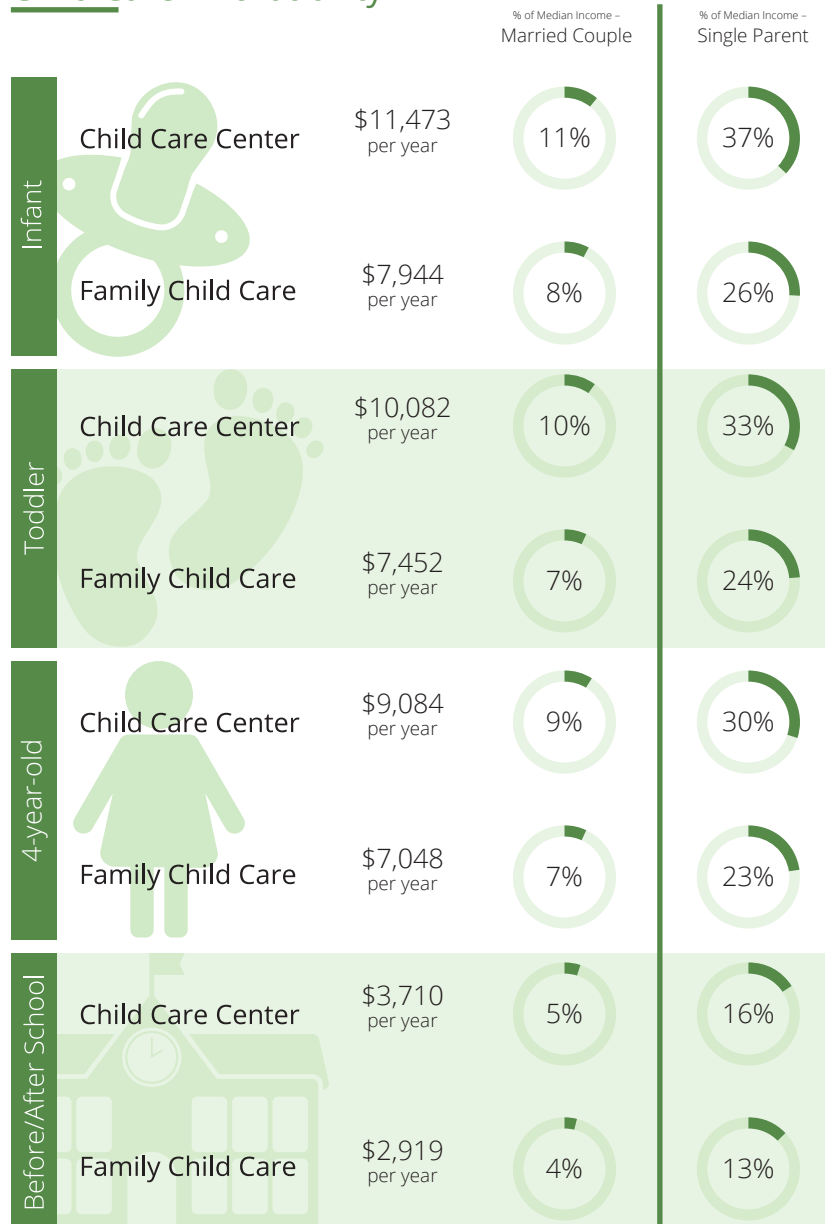 % of Median Income –
Married Couple
% of Median Income –
Single Parent
Infant
Child Care Center
$11,473
per year
11%
37%
Family Child Care
$7,944
per year
8%
26%
Toddler
Child Care Center
$10,082
per year
10%
33%
Family Child Care
$7,452
per year
7%
24%
4-year-old
Child Care Center
$9,084
per year
9%
30%
Family Child Care
$7,048
per year
7%
23%
Before/After School
Child Care Center
$3,710
per year
5%
16%
Family Child Care
$2,919
per year
4%
13%